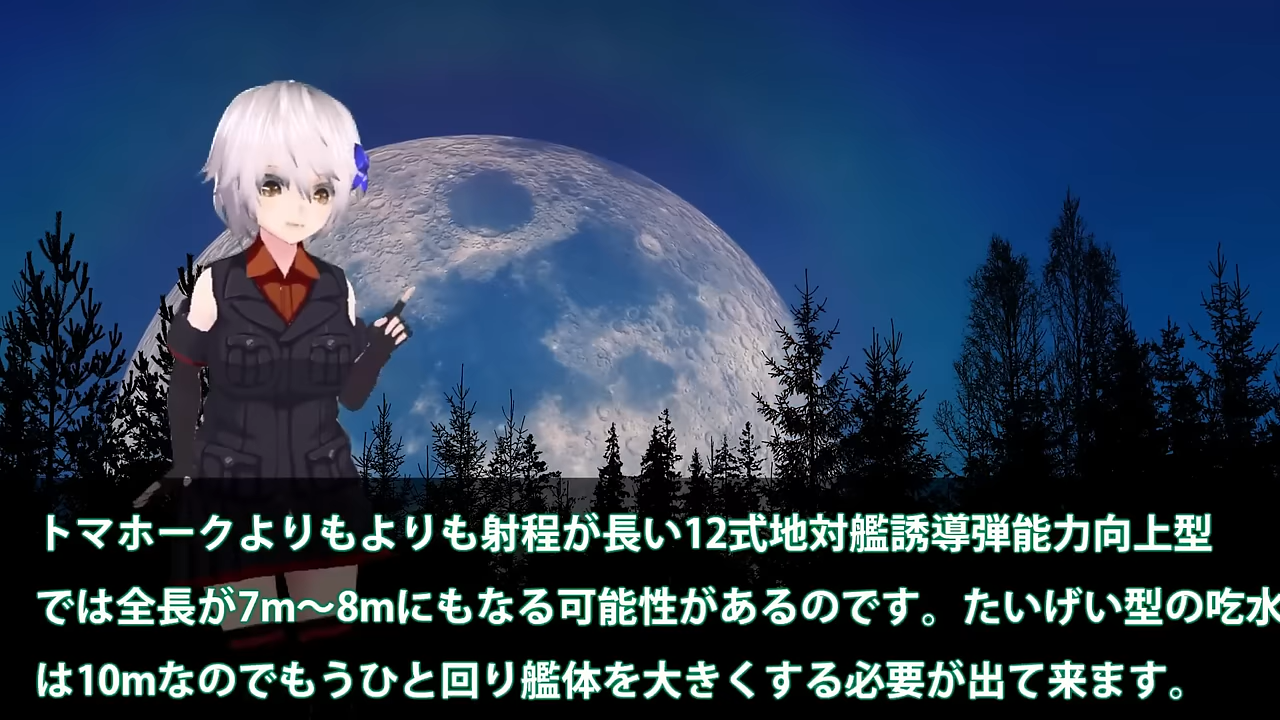 トマホークよりもよりも射程が長い12式地対艦誘導弾能力向上型
では全長が7m～8mにもなる可能性があるのです。たいげい型の吃水
は10mなのでもうひと回り艦体を大きくする必要が出て来ます。